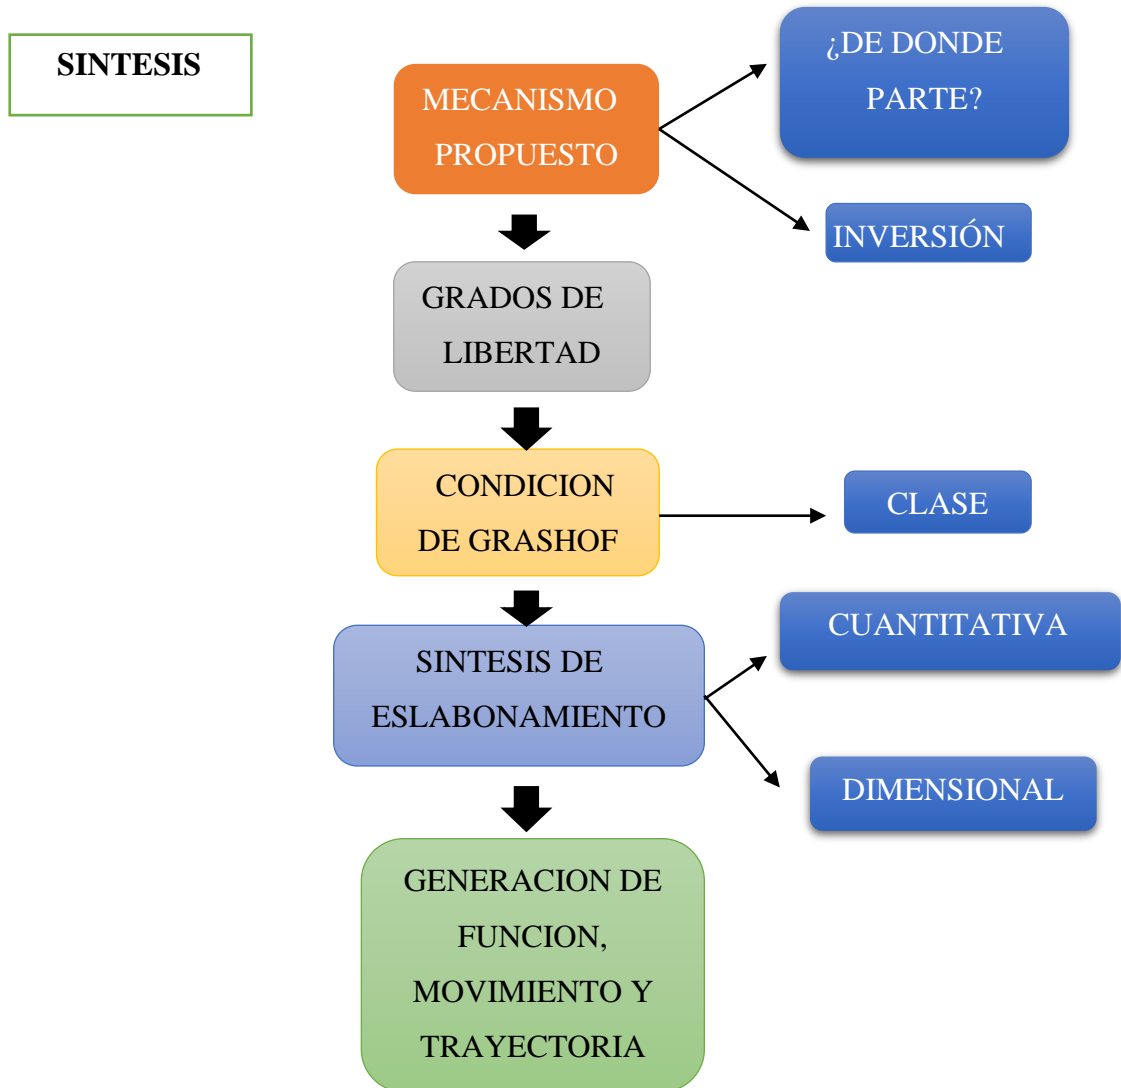 SINTESIS
MECANISMO
PROPUESTO
¿DE DONDE
PARTE?
INVERSIÓN
GRADOS DE
LIBERTAD
CONDICION
DE GRASHOF
CLASE
SINTESIS DE
ESLABONAMIENTO
CUANTITATIVA
DIMENSIONAL
GENERACION DE
FUNCION,
MOVIMIENTO Y
TRAYECTORIA